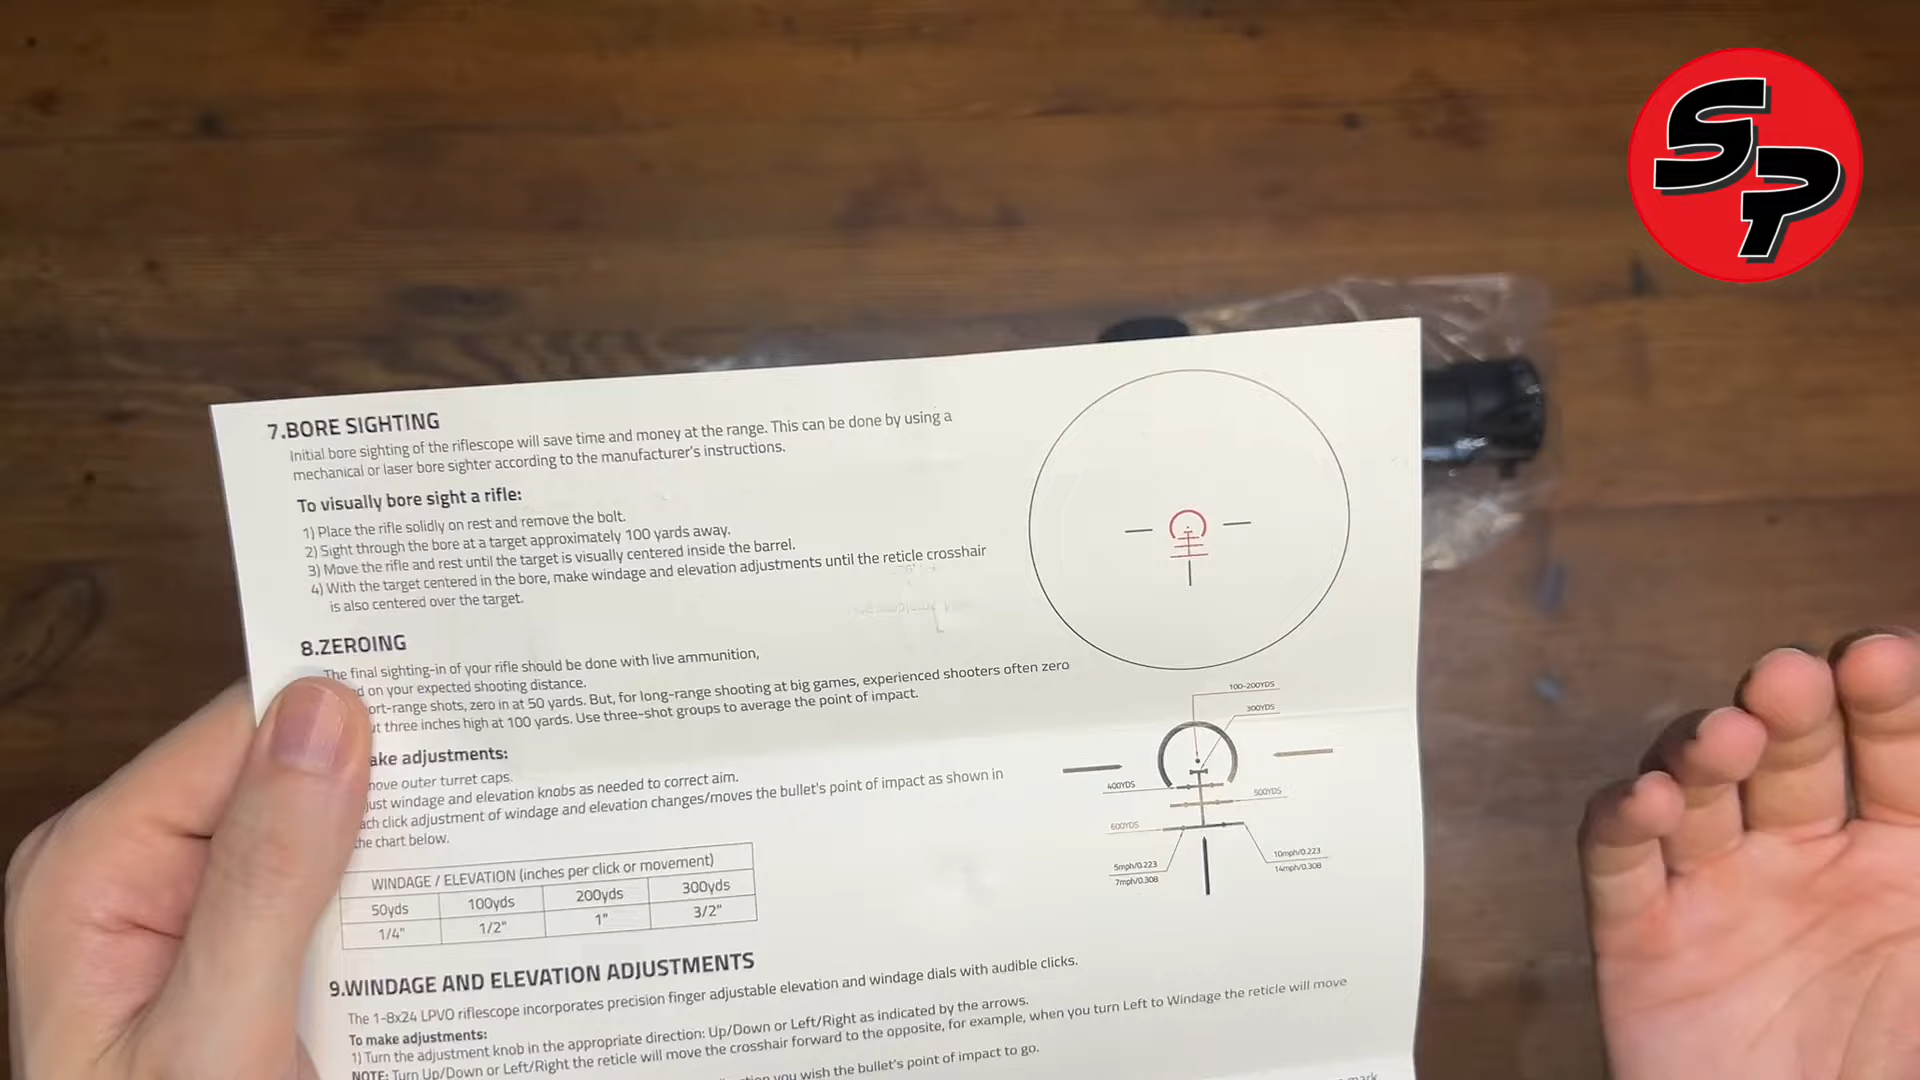 SP
7.BORE SIGHTING
Initial bore sighting of the riflescope will save time and money at the range. This can be done by using a
mechanical or laser bore sighter according to the manufacturer's instructions.
To visually bore sight a rifle:
1) Place the rifle solidly on rest and remove the bolt.
2) Sight through the bore at a target approximately 100 yards away.
3) Move the rifle and rest until the target is visually centered inside the barrel.
4) With the target centered in the bore, make windage and elevation adjustments until the reticle crosshair
is also centered over the target.
8.ZEROING
The final sighting-in of your rifle should be done with live ammunition,
on your expected shooting distance.
shots, zero in at 50 yards. But, for long-range shooting at big games, experienced shooters often zero
three inches high at 100 yards. Use three-shot groups to average the point of impact.
adjustments:
outer turret caps.
windage and elevation knobs as needed to correct aim.
click adjustment of windage and elevation changes/moves the bullet's point of impact as shown in
the chart below.
WINDAGE / ELEVATION (inches per click or movement)
50yds 100yds 200yds 300yds
1/4" 1/2" 1" 3/2"
100-200YDS
300YDS
400YDS
500YDS
600YDS
5mph/0.223
7mph/0.308
10mph/0.223
14mph/0.308
9.WINDAGE AND ELEVATION ADJUSTMENTS
The 1-8x24 LPVO riflescope incorporates precision finger adjustable elevation and windage dials with audible clicks.
To make adjustments:
1) Turn the adjustment knob in the appropriate direction: Up/Down or Left/Right as indicated by the arrows.
NOTE: Turn Up/Down or Left/Right the reticle will move the crosshair forward to the opposite, for example, when you turn Left to Windage the reticle will move
you wish the bullet's point of impact to go.
mark